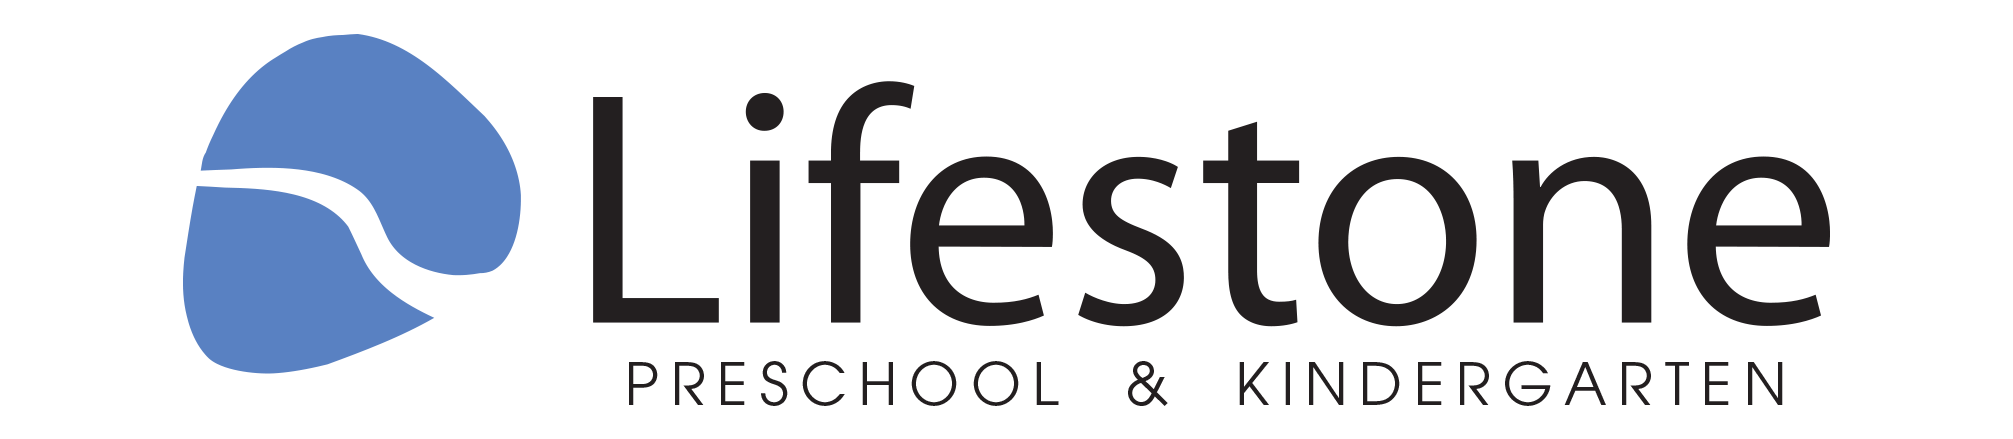 Lifestone
PRESCHOOL & KINDERGARTEN